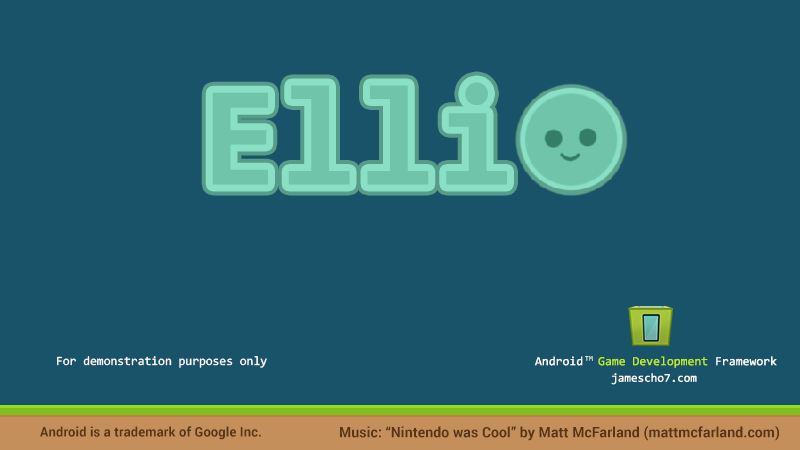 Ellio
For demonstration purposes only
Android™ Game Development Framework
jamescho7.com
Android is a trademark of Google Inc.
Music: “Nintendo was Cool” by Matt McFarland (mattmcfarland.com)